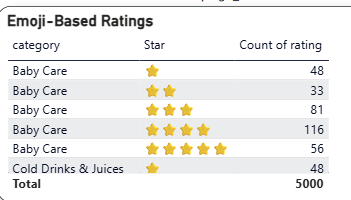 Emoji-Based Ratings
category Star Count of rating
Baby Care ⭐ 48
Baby Care ⭐⭐ 33
Baby Care ⭐⭐⭐ 81
Baby Care ⭐⭐⭐⭐ 116
Baby Care ⭐⭐⭐⭐⭐ 56
Cold Drinks & Juices ⭐ 48
Total 5000